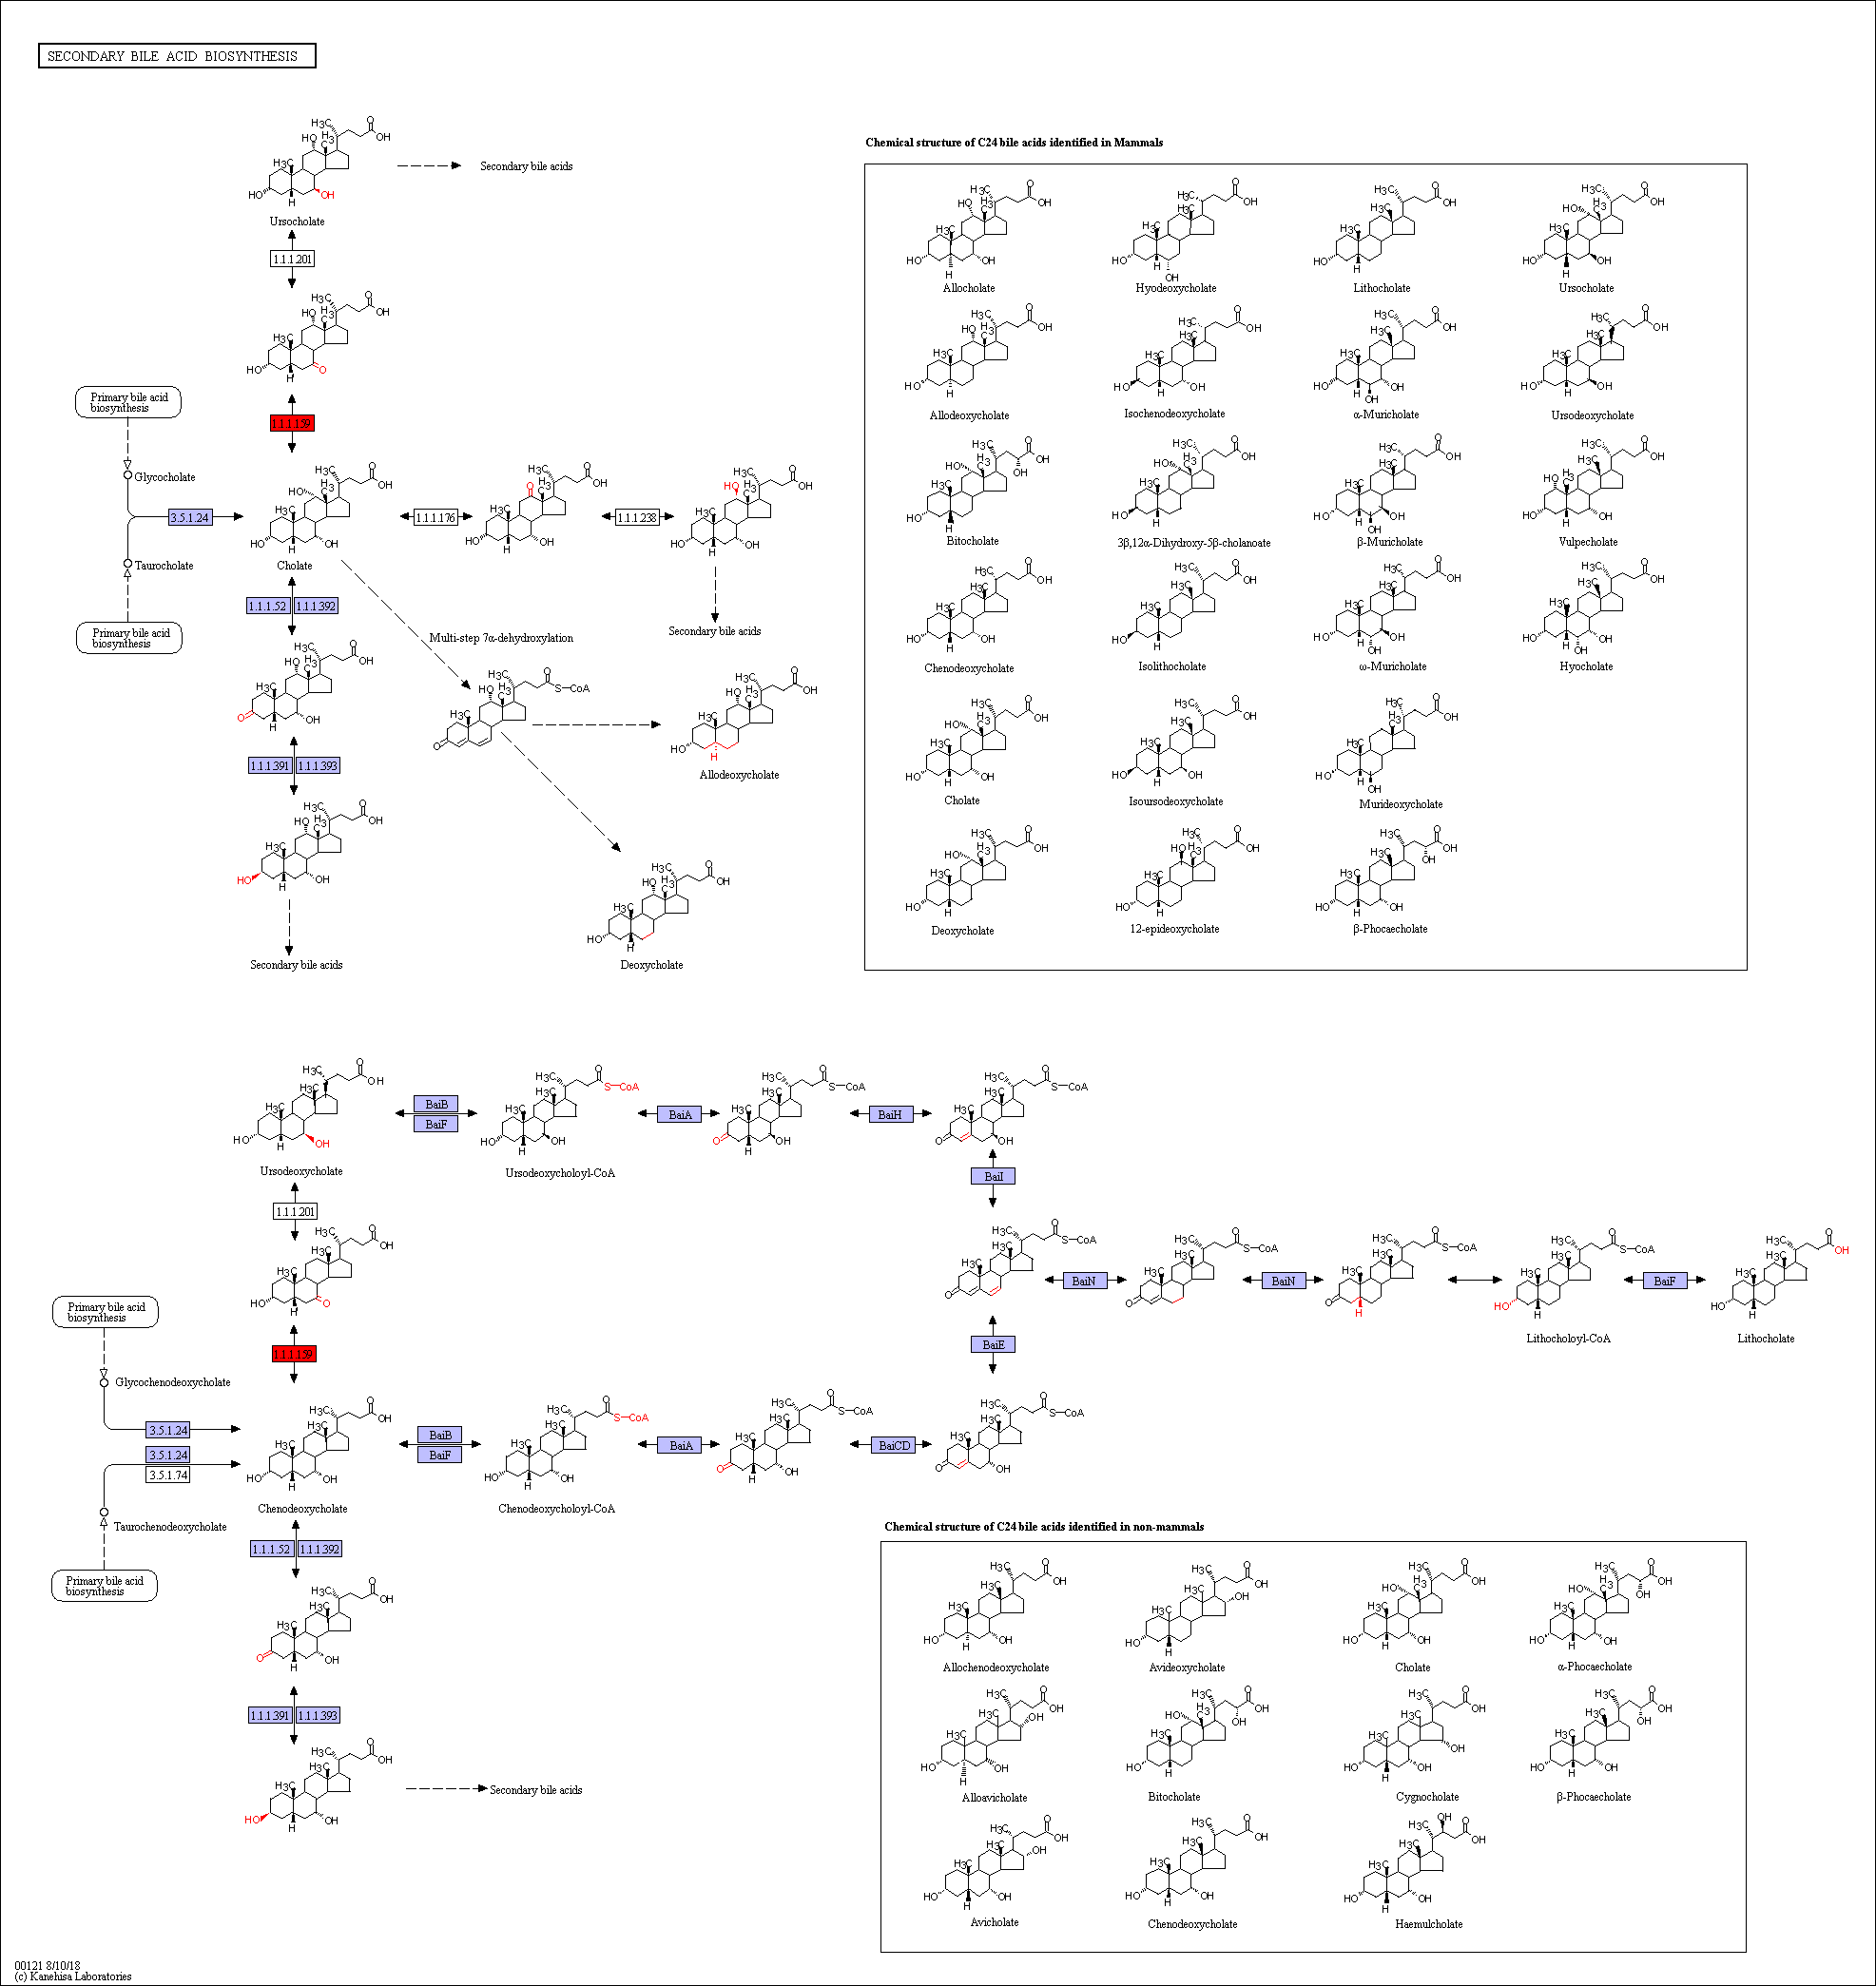 SECONDARY BILE ACID BIOSYNTHESIS
Ursocholate
Secondary bile acids
1.1.1.201
1.1.1.159
Primary bile acid
biosynthesis
Glycocholate
3.5.1.24
Taurocholate
Primary bile acid
biosynthesis
Cholate
1.1.1.176
1.1.1.238
Secondary bile acids
1.1.1.52
1.1.1.392
Multi-step 7α-dehydroxylation
S-CoA
Allodeoxycholate
1.1.1.391
1.1.1.393
Secondary bile acids
Deoxycholate
Chemical structure of C24 bile acids identified in Mammals
Allocholate
Hyodeoxycholate
Lithocholate
Ursocholate
Allodeoxycholate
Isochenodeoxycholate
α-Muricholate
Ursodeoxycholate
Bitocholate
3β,12α-Dihydroxy-5β-cholanoate
β-Muricholate
Vulpecholate
Chenodeoxycholate
Isolithocholate
ω-Muricholate
Hyocholate
Cholate
Isoursodeoxycholate
Murideoxycholate
Deoxycholate
12-epideoxycholate
β-Phocaecholate
Ursodeoxycholate
BaiB
BaiF
Ursodeoxycholoyl-CoA
BaiA
BaiH
BaiI
1.1.1.201
BaiN
BaiN
Lithocholoyl-CoA
BaiF
Lithocholate
BaiE
1.1.1.159
Primary bile acid
biosynthesis
Glycochenodeoxycholate
3.5.1.24
3.5.1.24
3.5.1.74
Taurochenodeoxycholate
Primary bile acid
biosynthesis
Chenodeoxycholate
BaiB
BaiF
Chenodeoxycholoyl-CoA
BaiA
BaiCD
1.1.1.52
1.1.1.392
1.1.1.391
1.1.1.393
Secondary bile acids
Chemical structure of C24 bile acids identified in non-mammals
Allochenodeoxycholate
Avideoxycholate
Cholate
α-Phocaecholate
Alloavicholate
Bitocholate
Cygnocholate
β-Phocaecholate
Avicholate
Chenodeoxycholate
Haemulcholate
00121 8/10/18
(c) Kanehisa Laboratories